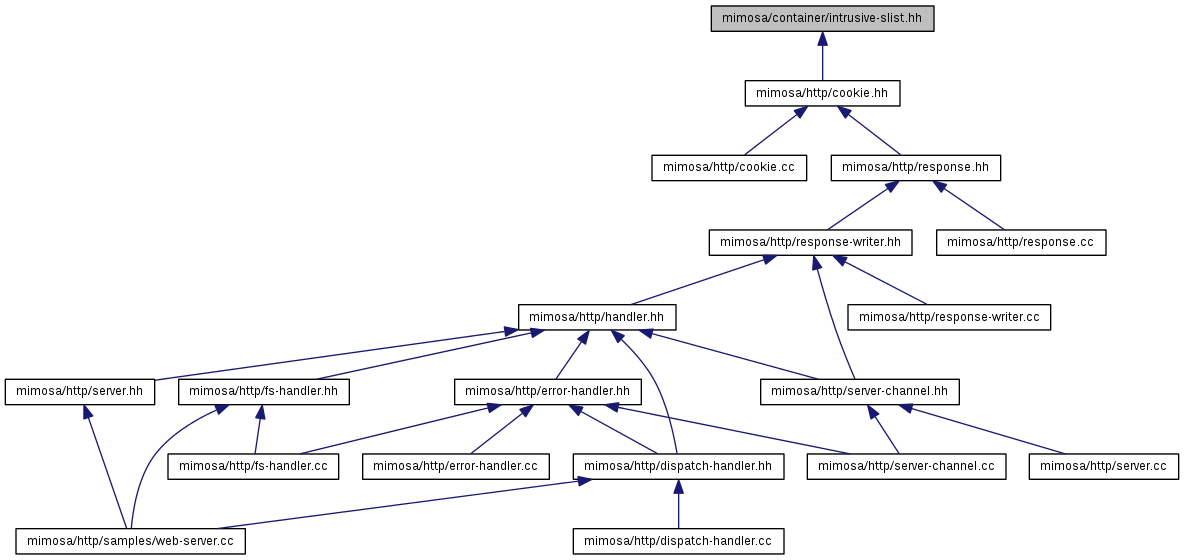 mimosa/container/intrusive-slist.hh
mimosa/http/cookie.hh
mimosa/http/cookie.cc
mimosa/http/response.hh
mimosa/http/response-writer.hh
mimosa/http/response.cc
mimosa/http/handler.hh
mimosa/http/response-writer.cc
mimosa/http/server.hh
mimosa/http/fs-handler.hh
mimosa/http/error-handler.hh
mimosa/http/server-channel.hh
mimosa/http/fs-handler.cc
mimosa/http/error-handler.cc
mimosa/http/dispatch-handler.hh
mimosa/http/server-channel.cc
mimosa/http/server.cc
mimosa/http/samples/web-server.cc
mimosa/http/dispatch-handler.cc